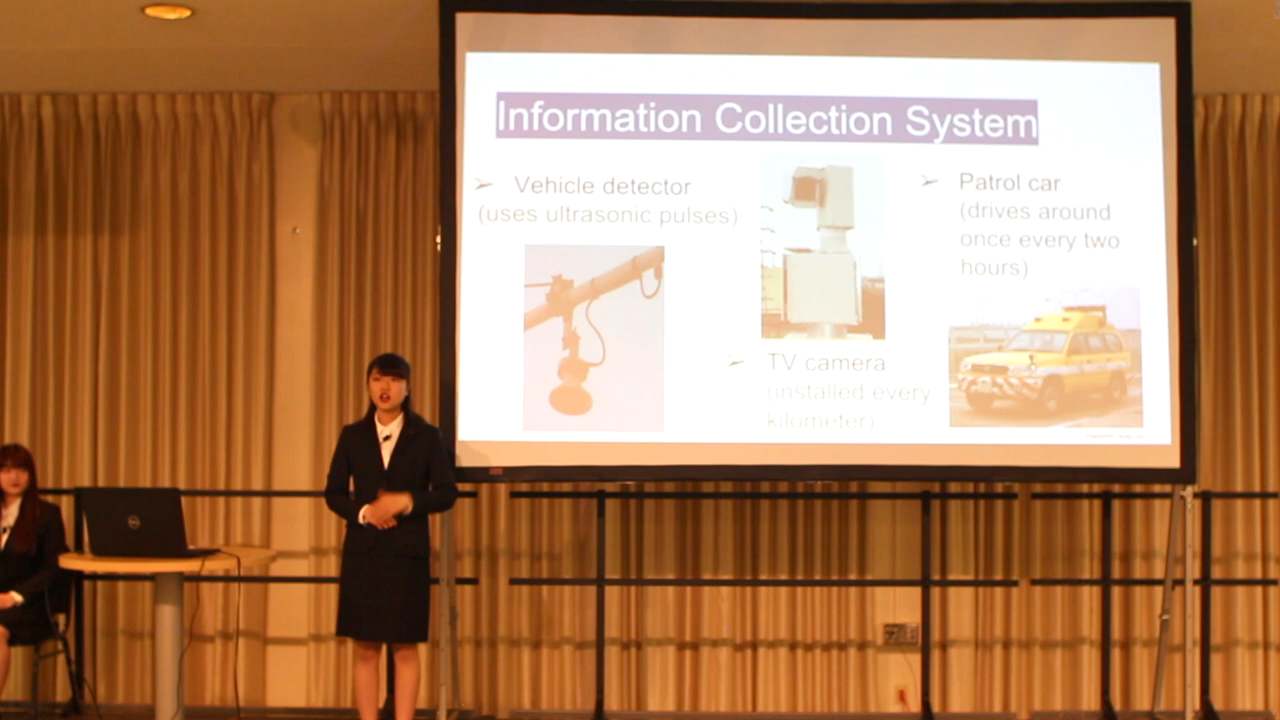 Information Collection System
➢ Vehicle detector
(uses ultrasonic pulses)
➢ TV camera
(installed every
kilometer)
➢ Patrol car
(drives around
once every two
hours)